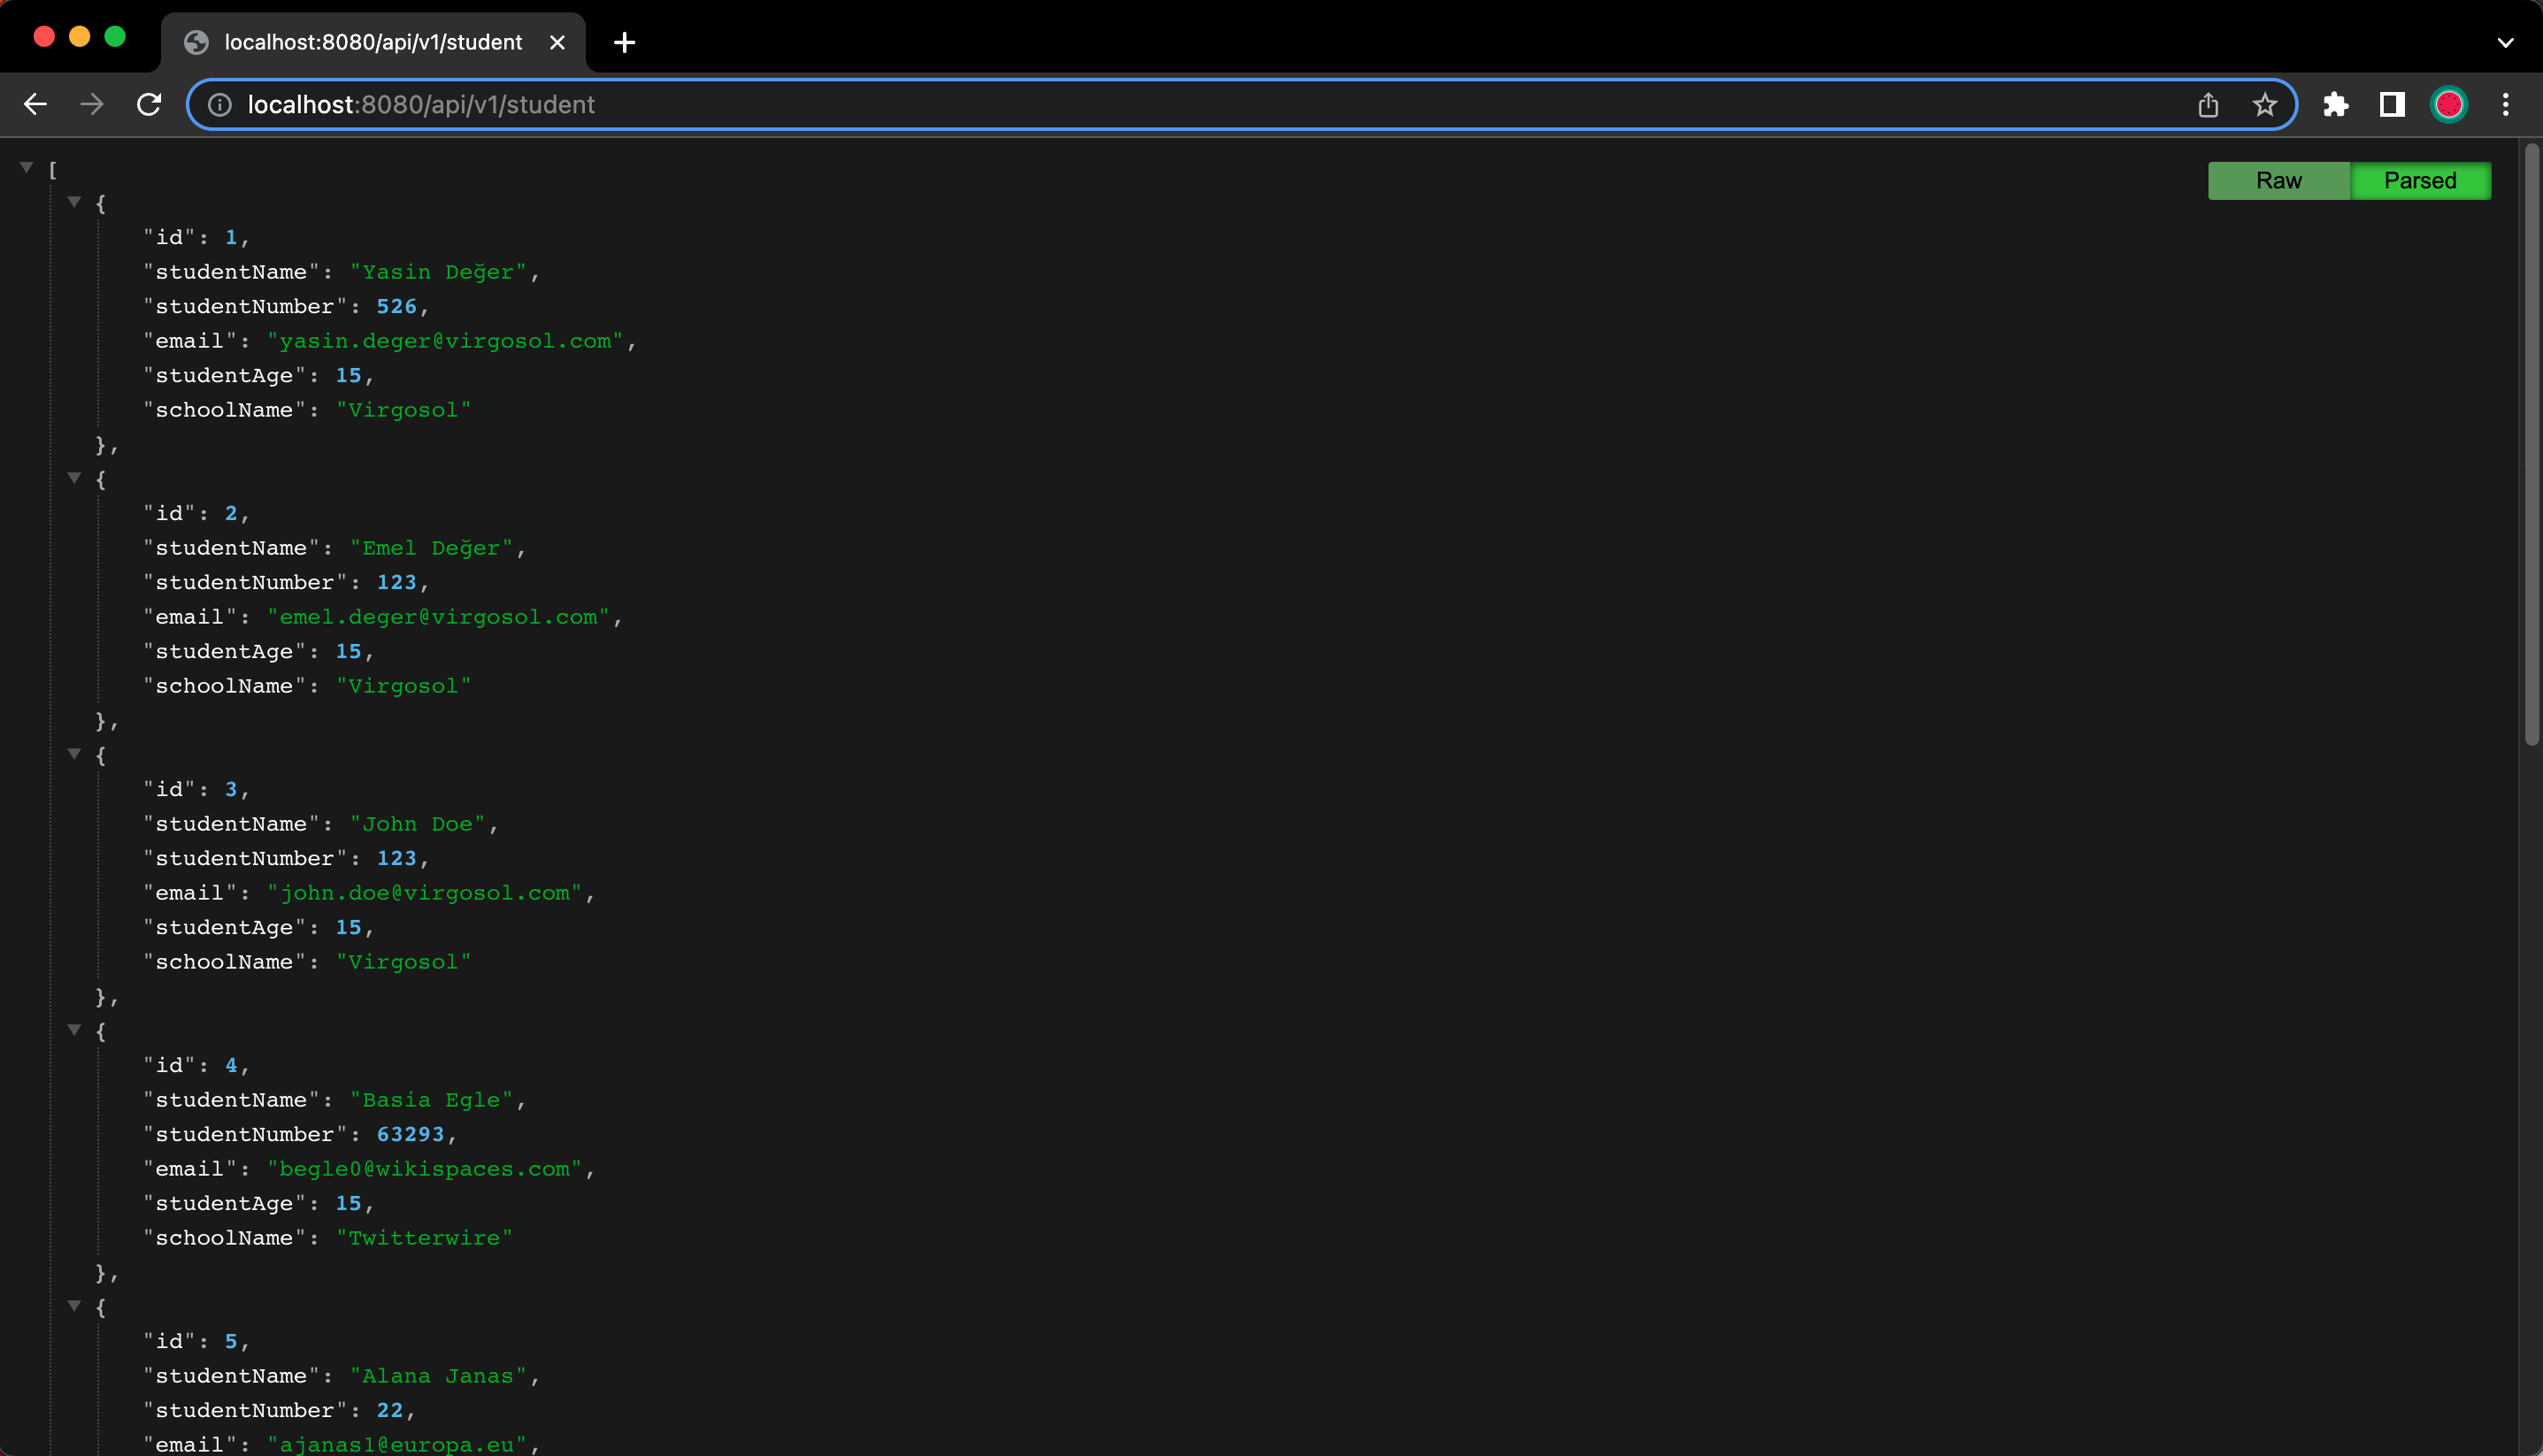 localhost:8080/api/v1/student
localhost:8080/api/v1/student
Raw Parsed
[
{
"id": 1,
"studentName": "Yasin Değer",
"studentNumber": 526,
"email": "yasin.deger@virgosol.com",
"studentAge": 15,
"schoolName": "Virgosol"
},
{
"id": 2,
"studentName": "Emel Değer",
"studentNumber": 123,
"email": "emel.deger@virgosol.com",
"studentAge": 15,
"schoolName": "Virgosol"
},
{
"id": 3,
"studentName": "John Doe",
"studentNumber": 123,
"email": "john.doe@virgosol.com",
"studentAge": 15,
"schoolName": "Virgosol"
},
{
"id": 4,
"studentName": "Basia Egle",
"studentNumber": 63293,
"email": "begle0@wikispaces.com",
"studentAge": 15,
"schoolName": "Twitterwire"
},
{
"id": 5,
"studentName": "Alana Janas",
"studentNumber": 22,
"email": "ajanas1@europa.eu",